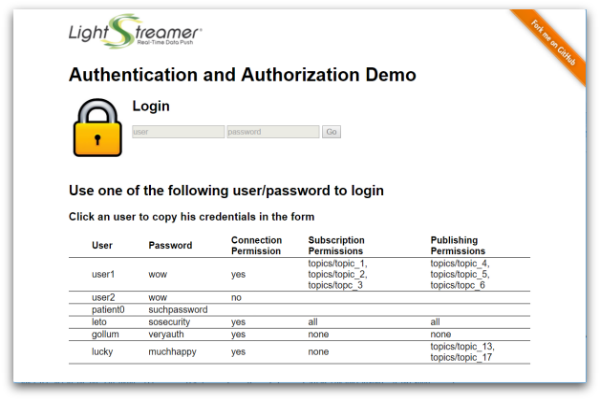 LightStreamer
Real-Time Data Push
Fork me on GitHub
Authentication and Authorization Demo
Login
user password Go
Use one of the following user/password to login
Click an user to copy his credentials in the form
User Password Connection Permission Subscription Permissions Publishing Permissions
user1 wow yes topics/topic_1, topics/topic_2, topics/topc_3 topics/topic_4, topics/topic_5, topics/topc_6
user2 wow no
patient0 suchpassword
leto sosecurity yes all all
gollum veryauth yes none none
lucky muchhappy yes none topics/topic_13, topics/topic_17